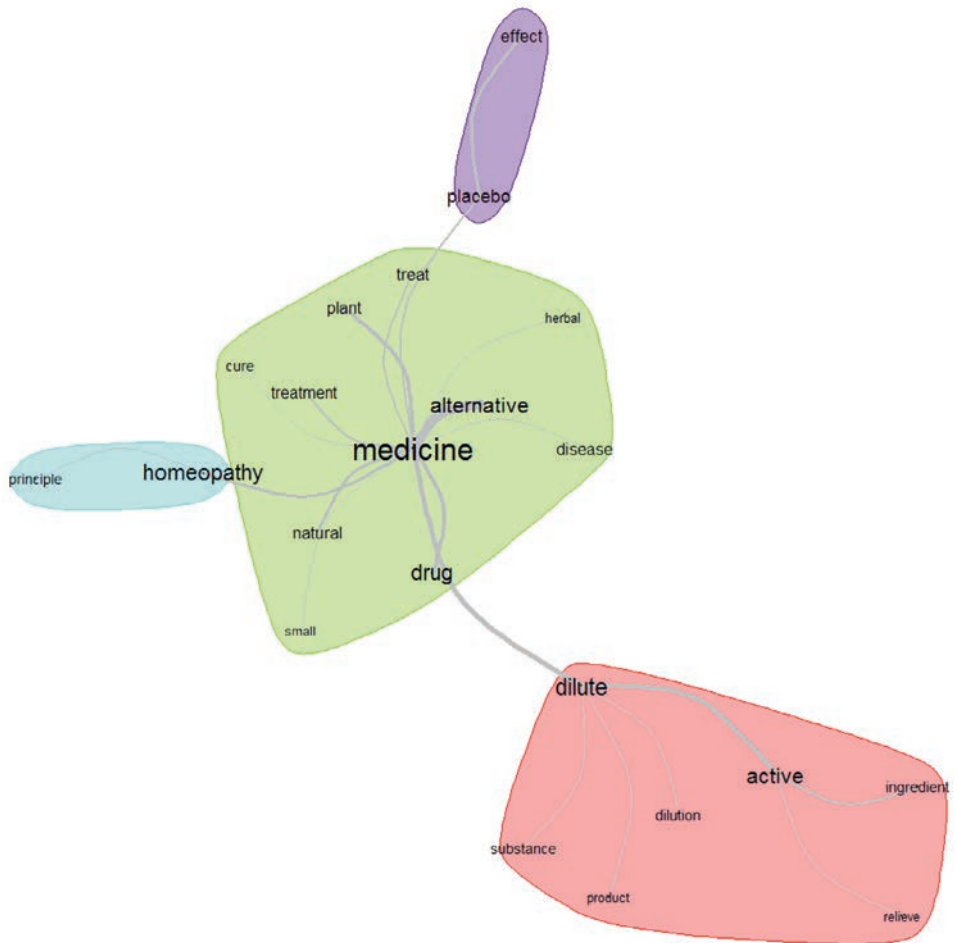 effect
placebo
treat
plant
herbal
cure
treatment
alternative
medicine
disease
homeopathy
principle
natural
drug
small
dilute
active
ingredient
dilution
substance
product
relieve